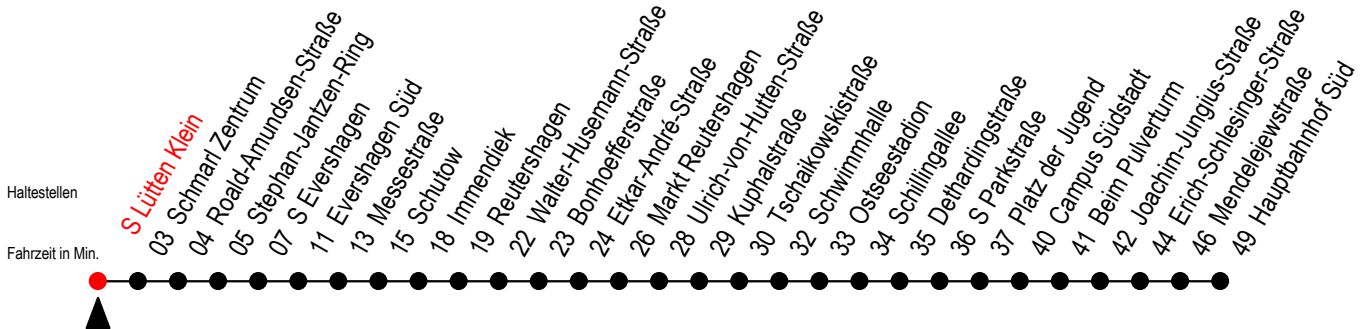 Haltestellen
Fahrzeit in Min.
S Lütten Klein
03 Schmarl Zentrum
04 Roald-Amundsen-Straße
05 Stephan-Jantzen-Ring
07 S Evershagen
11 Evershagen Süd
13 Messestraße
15 Schutow
18 Immendiek
19 Reutershagen
22 Walter-Husemann-Straße
23 Bonhoefferstraße
24 Etkar-André-Straße
26 Markt Reutershagen
28 Ulrich-von-Hutten-Straße
29 Kuphalstraße
30 Tschaikowskistraße
32 Schwimmhalle
33 Ostseestadion
34 Schillingallee
35 Dethardingstraße
36 S Parkstraße
37 Platz der Jugend
40 Campus Südstadt
41 Beim Pulverturm
42 Joachim-Jungius-Straße
44 Erich-Schlesinger-Straße
46 Mendelejewstraße
49 Hauptbahnhof Süd